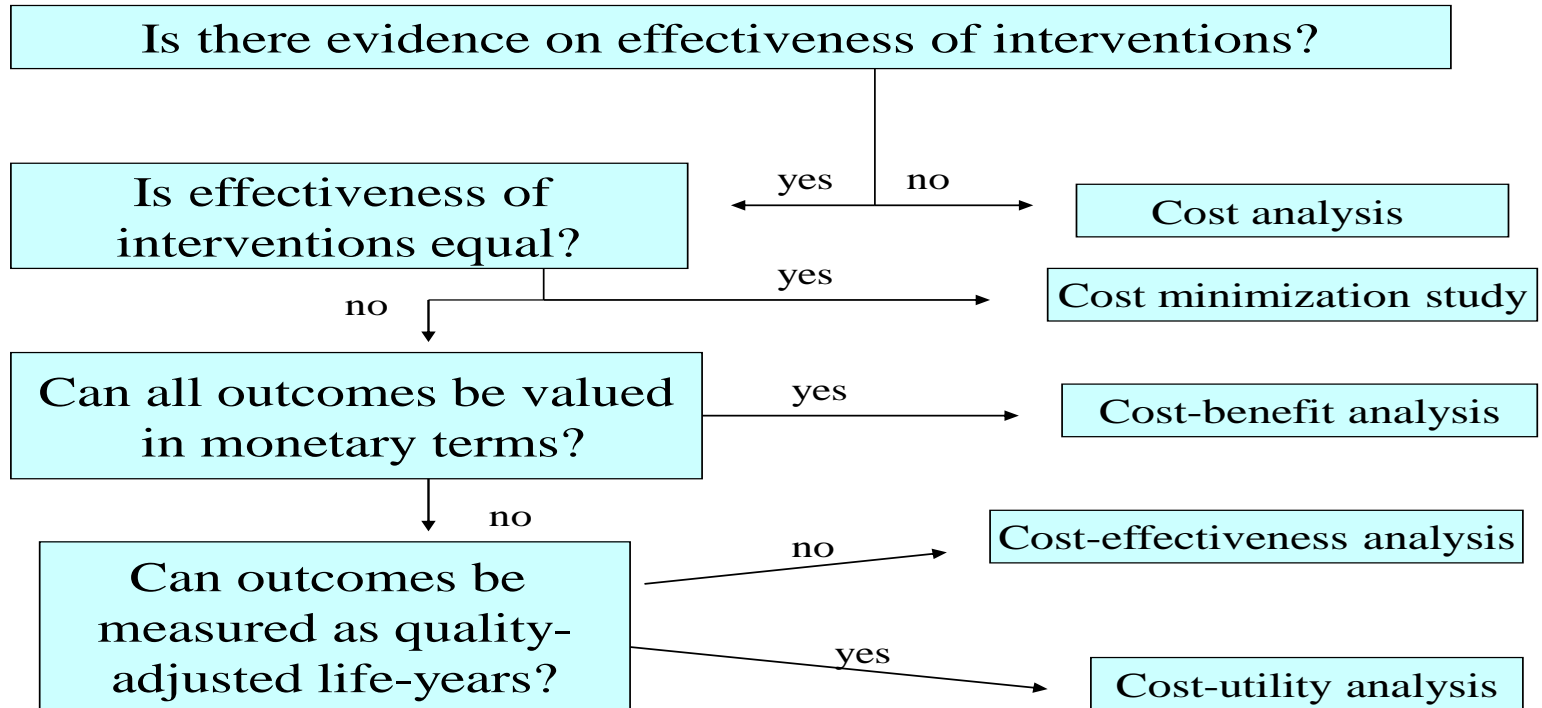 Is there evidence on effectiveness of interventions?
yes
no
Is effectiveness of
interventions equal?
Cost analysis
yes
no
Cost minimization study
Can all outcomes be valued
in monetary terms?
yes
Cost-benefit analysis
no
Can outcomes be
measured as quality-
adjusted life-years?
no
Cost-effectiveness analysis
yes
Cost-utility analysis